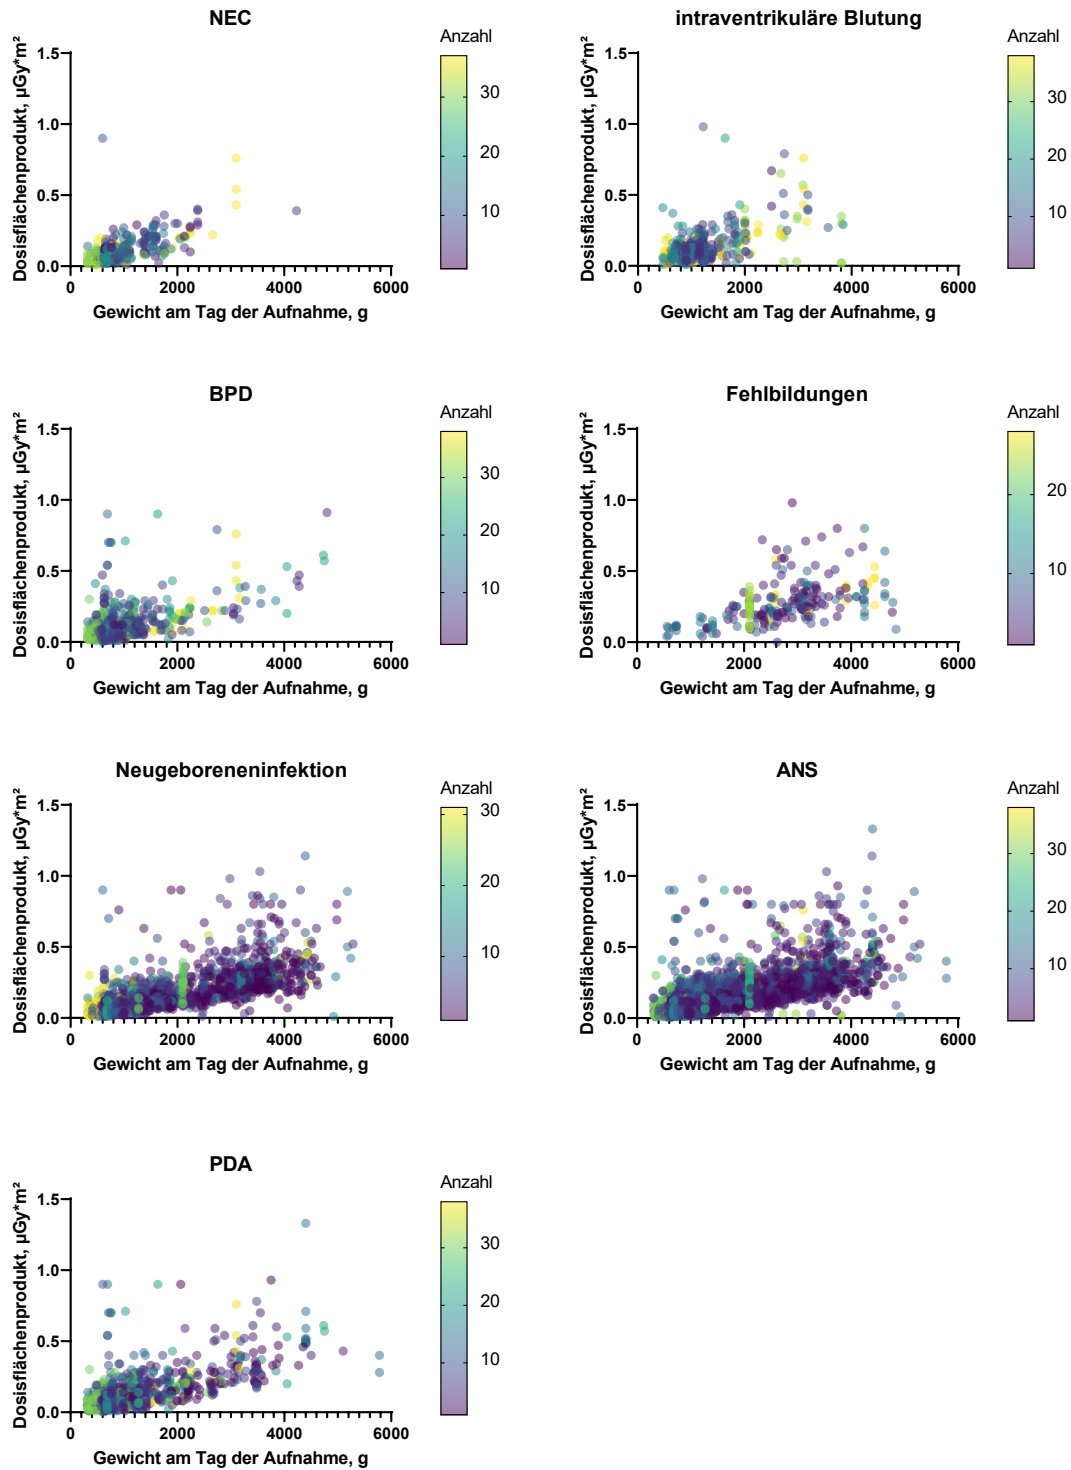 NEC
Anzahl
1.5
1.0
0.5
0.0
Dosisflächenprodukt, µGy*m²
0 2000 4000 6000
Gewicht am Tag der Aufnahme, g
30
20
10
intraventrikuläre Blutung
Anzahl
1.5
1.0
0.5
0.0
Dosisflächenprodukt, µGy*m²
0 2000 4000 6000
Gewicht am Tag der Aufnahme, g
30
20
10
BPD
Anzahl
1.5
1.0
0.5
0.0
Dosisflächenprodukt, µGy*m²
0 2000 4000 6000
Gewicht am Tag der Aufnahme, g
30
20
10
Fehlbildungen
Anzahl
1.5
1.0
0.5
0.0
Dosisflächenprodukt, µGy*m²
0 2000 4000 6000
Gewicht am Tag der Aufnahme, g
20
10
Neugeboreneninfektion
Anzahl
1.5
1.0
0.5
0.0
Dosisflächenprodukt, µGy*m²
0 2000 4000 6000
Gewicht am Tag der Aufnahme, g
30
20
10
ANS
Anzahl
1.5
1.0
0.5
0.0
Dosisflächenprodukt, µGy*m²
0 2000 4000 6000
Gewicht am Tag der Aufnahme, g
30
20
10
PDA
Anzahl
1.5
1.0
0.5
0.0
Dosisflächenprodukt, µGy*m²
0 2000 4000 6000
Gewicht am Tag der Aufnahme, g
30
20
10